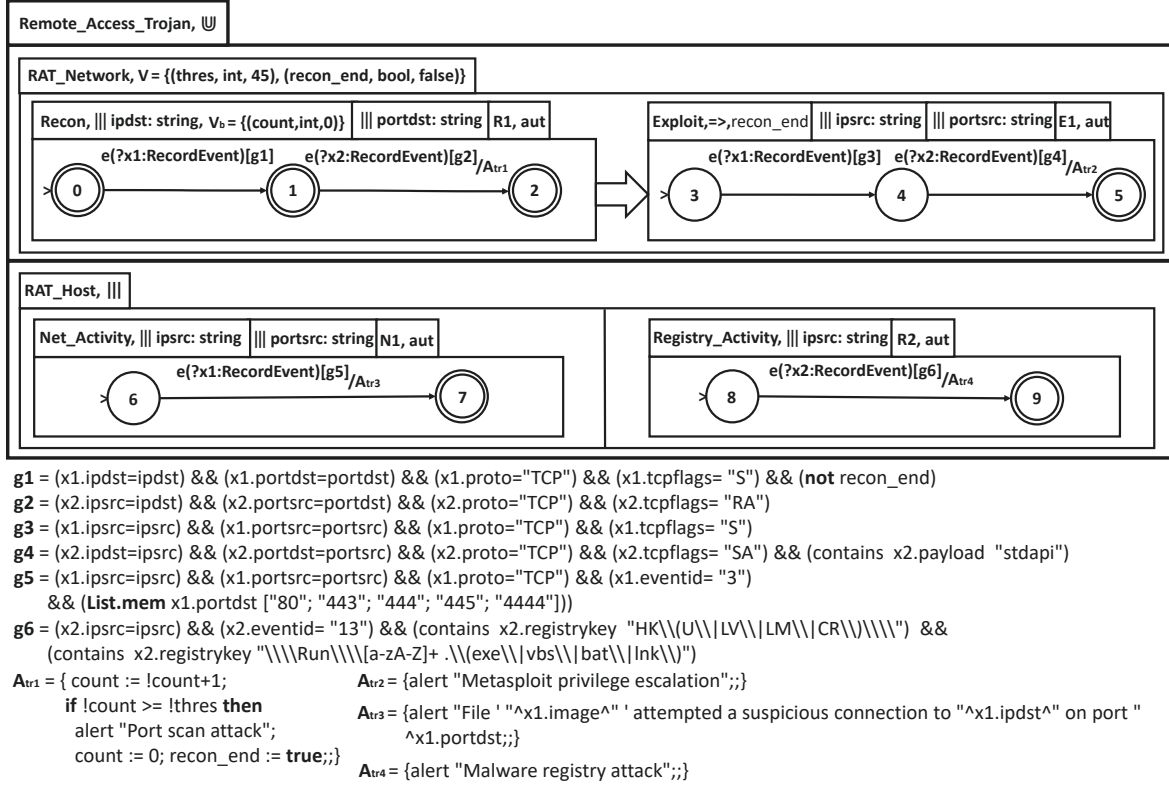 Remote_Access_Trojan, ⋓
RAT_Network, V = {(thres, int, 45), (recon_end, bool, false)}
Recon, ||| ipdst: string, Vb = {(count,int,0)} ||| portdst: string R1, aut
Exploit,=>,recon_end ||| ipsrc: string ||| portsrc: string E1, aut
e(?x1:RecordEvent)[g1] e(?x2:RecordEvent)[g2]/Atr1
e(?x1:RecordEvent)[g3] e(?x2:RecordEvent)[g4]/Atr2
> 0 1 2 > 3 4 5
RAT_Host, |||
Net_Activity, ||| ipsrc: string ||| portsrc: string N1, aut
Registry_Activity, ||| ipsrc: string R2, aut
e(?x1:RecordEvent)[g5]/Atr3
e(?x2:RecordEvent)[g6]/Atr4
> 6 7 > 8 9
g1 = (x1.ipdst=ipdst) && (x1.portdst=portdst) && (x1.proto="TCP") && (x1.tcpflags= "S") && (not recon_end)
g2 = (x2.ipsrc=ipdst) && (x2.portsrc=portdst) && (x2.proto="TCP") && (x2.tcpflags= "RA")
g3 = (x1.ipsrc=ipsrc) && (x1.portsrc=portsrc) && (x1.proto="TCP") && (x1.tcpflags= "S")
g4 = (x2.ipdst=ipsrc) && (x2.portdst=portsrc) && (x2.proto="TCP") && (x2.tcpflags= "SA") && (contains x2.payload "stdapi")
g5 = (x1.ipsrc=ipsrc) && (x1.portsrc=portsrc) && (x1.proto="TCP") && (x1.eventid= "3")
&& (List.mem x1.portdst ["80"; "443"; "444"; "445"; "4444"]))
g6 = (x2.ipsrc=ipsrc) && (x2.eventid= "13") && (contains x2.registrykey "HK\\(U\\|LV\\|LM\\|CR\\)\\\\") &&
(contains x2.registrykey "\\\\Run\\\\[a-zA-Z]+ .\\(exe\\|vbs\\|bat\\|lnk\\)")
Atr1 = { count := !count+1;
if !count >= !thres then
alert "Port scan attack";
count := 0; recon_end := true;;}
Atr2 = {alert "Metasploit privilege escalation";;}
Atr3 = {alert "File ' "^x1.image^" ' attempted a suspicious connection to "^x1.ipdst^" on port "
^x1.portdst;;}
Atr4 = {alert "Malware registry attack";;}